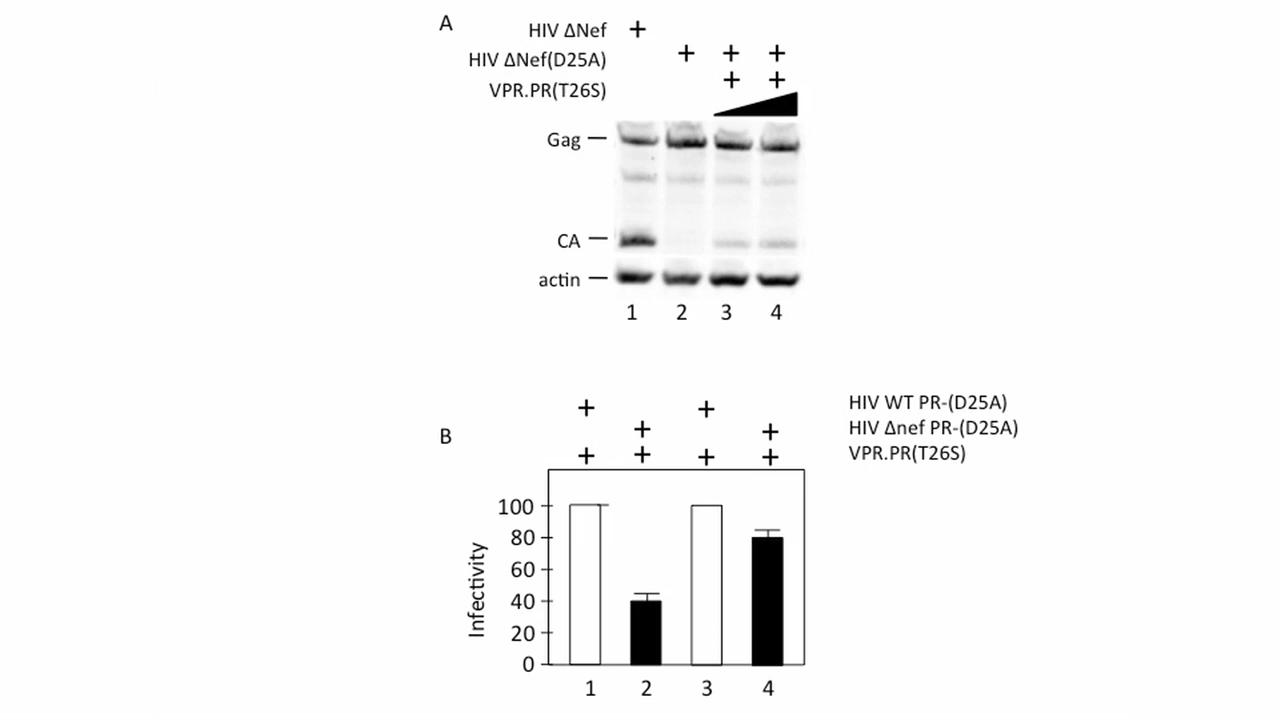 A
HIV ΔNef +
HIV ΔNef(D25A) + + +
VPR.PR(T26S) + +
Gag
CA
actin
1 2 3 4
B
+ + HIV WT PR-(D25A)
+ + HIV Δnef PR-(D25A)
+ + + + VPR.PR(T26S)
Infectivity
100
80
60
40
20
0
1 2 3 4